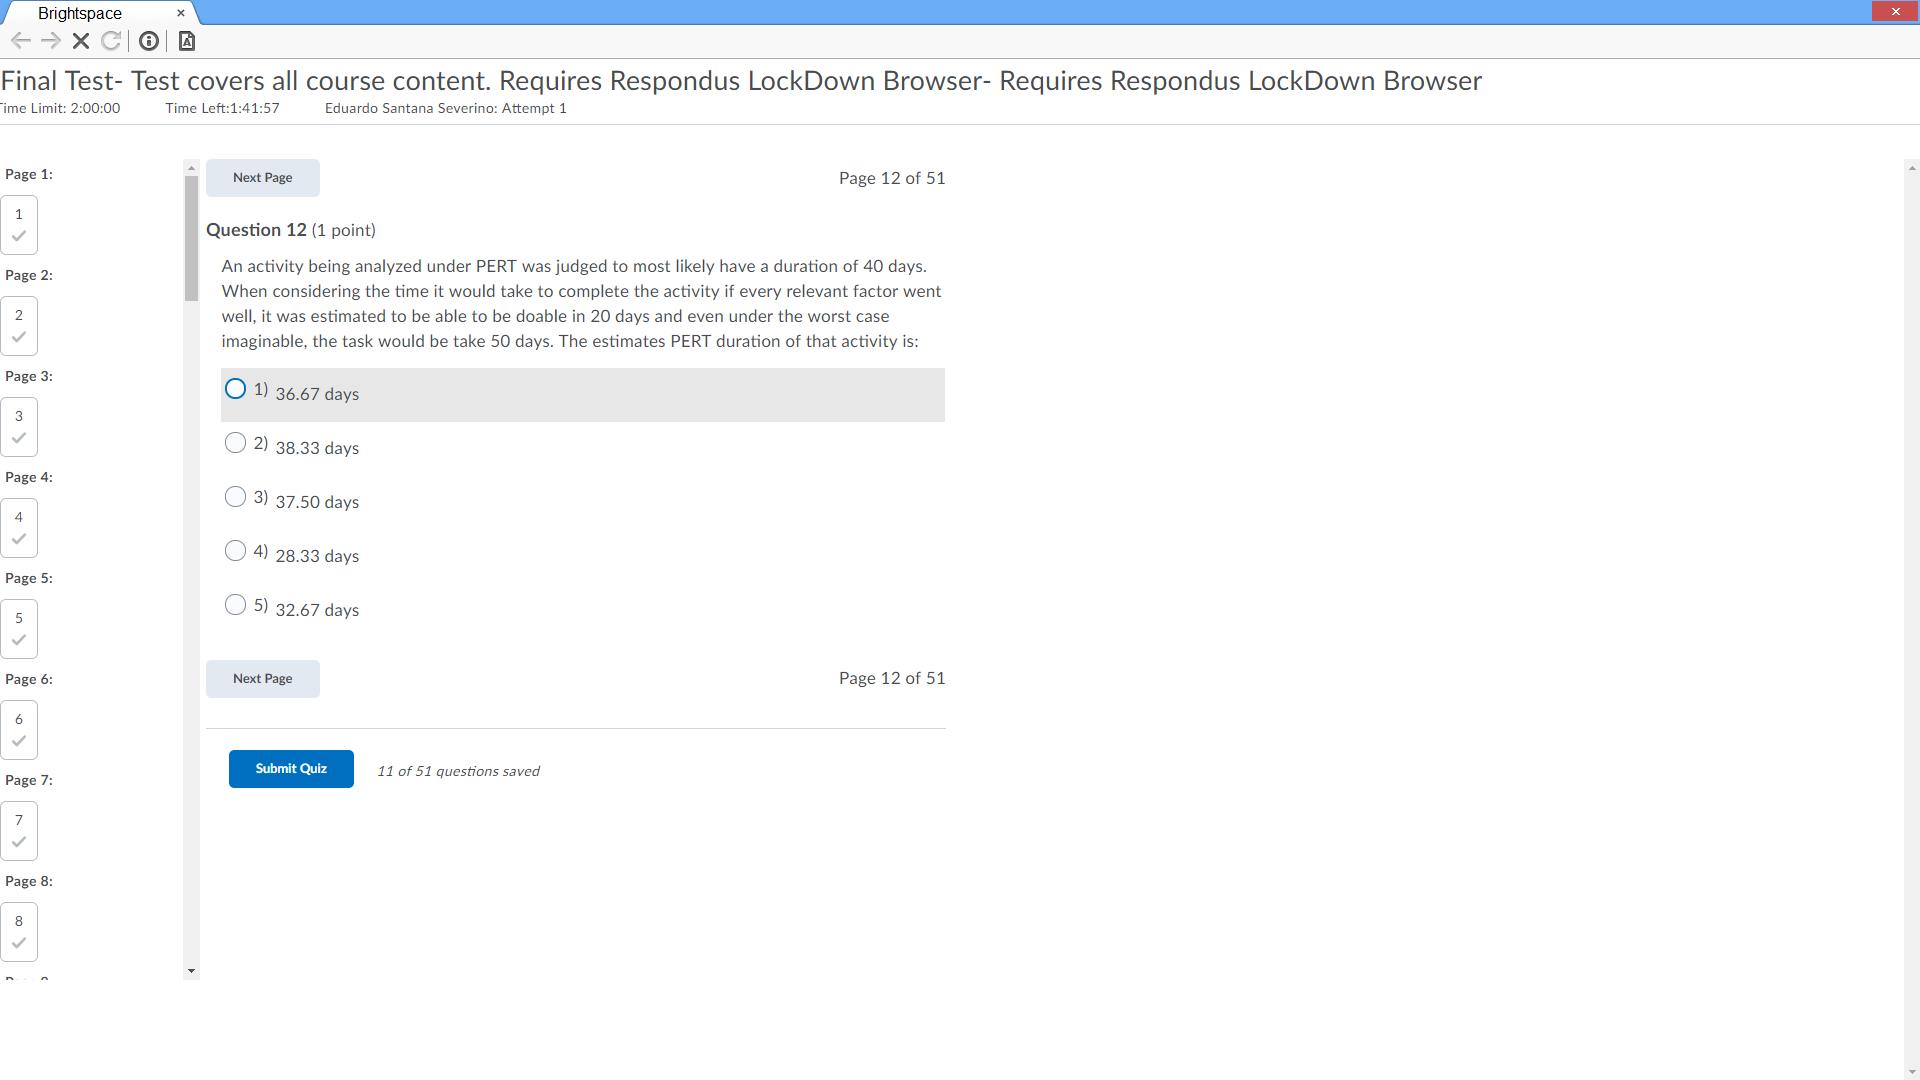 Brightspace
Final Test- Test covers all course content. Requires Respondus LockDown Browser- Requires Respondus LockDown Browser
Time Limit: 2:00:00 Time Left:1:41:57 Eduardo Santana Severino: Attempt 1
Page 1:
1
Page 2:
2
Page 3:
3
Page 4:
4
Page 5:
5
Page 6:
6
Page 7:
7
Page 8:
8
Next Page Page 12 of 51
Question 12 (1 point)
An activity being analyzed under PERT was judged to most likely have a duration of 40 days.
When considering the time it would take to complete the activity if every relevant factor went
well, it was estimated to be able to be doable in 20 days and even under the worst case
imaginable, the task would be take 50 days. The estimates PERT duration of that activity is:
1) 36.67 days
2) 38.33 days
3) 37.50 days
4) 28.33 days
5) 32.67 days
Next Page Page 12 of 51
Submit Quiz 11 of 51 questions saved